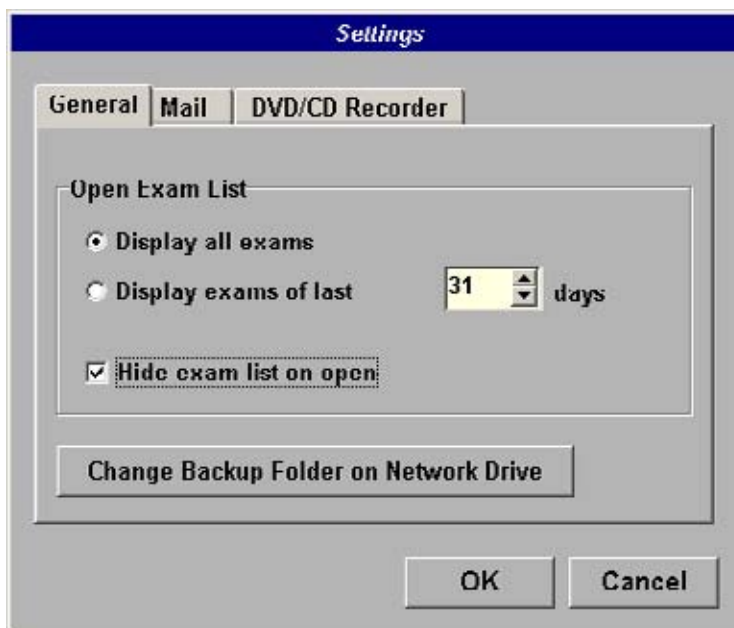 Settings
General Mail DVD/CD Recorder
Open Exam List
Display all exams
Display exams of last 31 days
Hide exam list on open
Change Backup Folder on Network Drive
OK Cancel